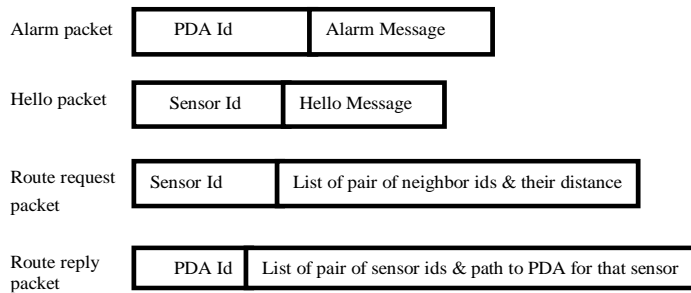 Alarm packet
PDA Id
Alarm Message
Hello packet
Sensor Id
Hello Message
Route request
packet
Sensor Id
List of pair of neighbor ids & their distance
Route reply
packet
PDA Id
List of pair of sensor ids & path to PDA for that sensor